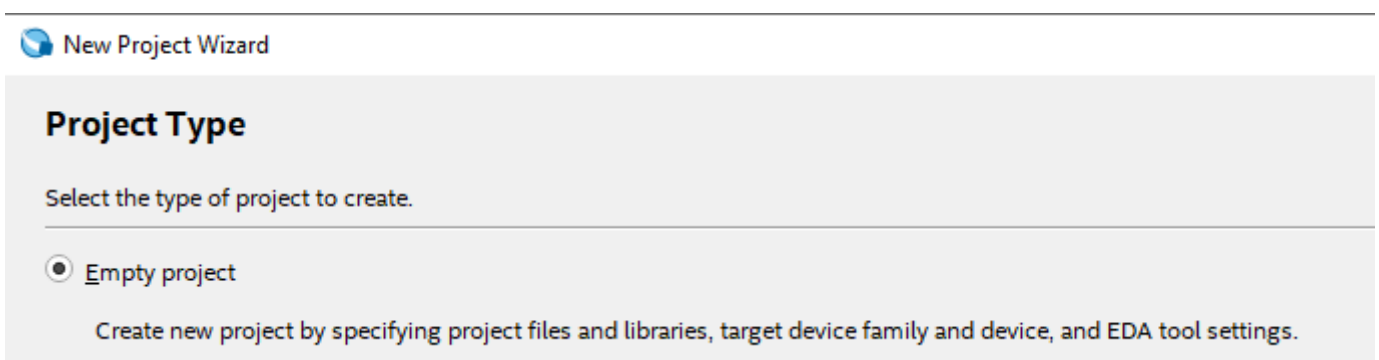 New Project Wizard
Project Type
Select the type of project to create.
Empty project
Create new project by specifying project files and libraries, target device family and device, and EDA tool settings.